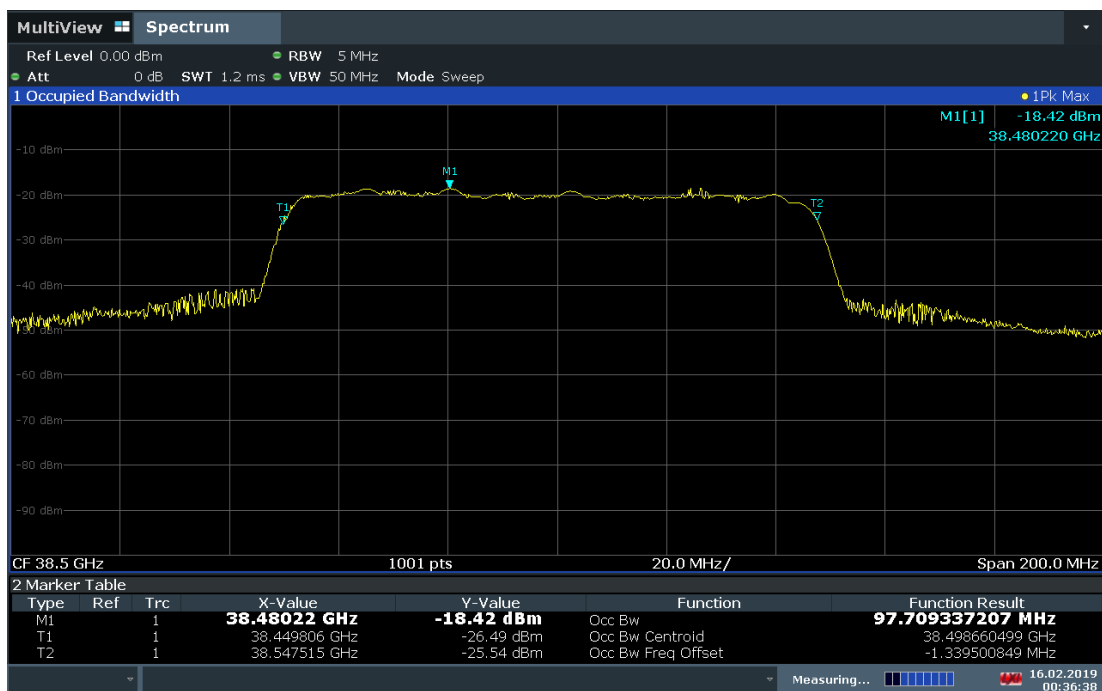 MultiView Spectrum
Ref Level 0.00 dBm RBW 5 MHz
Att 0 dB SWT 1.2 ms VBW 50 MHz Mode Sweep
1 Occupied Bandwidth 1Pk Max
M1[1] -18.42 dBm
38.480220 GHz
-10 dBm
M1
-20 dBm
T1
T2
-30 dBm
-40 dBm
-50 dBm
-60 dBm
-70 dBm
-80 dBm
-90 dBm
CF 38.5 GHz 1001 pts 20.0 MHz/ Span 200.0 MHz
2 Marker Table
Type Ref Trc X-Value Y-Value Function Function Result
M1 1 38.48022 GHz -18.42 dBm Occ Bw 97.709337207 MHz
T1 1 38.449806 GHz -26.49 dBm Occ Bw Centroid 38.498660499 GHz
T2 1 38.547515 GHz -25.54 dBm Occ Bw Freq Offset -1.339500849 MHz
Measuring... 16.02.2019
00:36:38